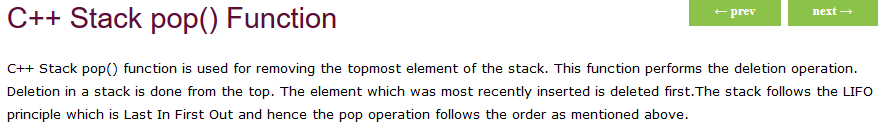 C++ Stack pop() Function
← prev
next →
C++ Stack pop() function is used for removing the topmost element of the stack. This function performs the deletion operation.
Deletion in a stack is done from the top. The element which was most recently inserted is deleted first.The stack follows the LIFO
principle which is Last In First Out and hence the pop operation follows the order as mentioned above.